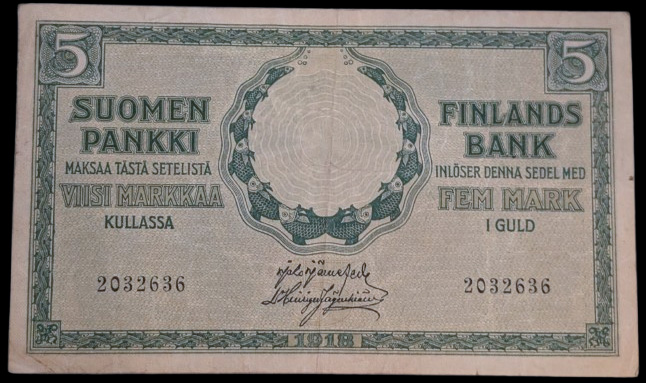 5 5
SUOMEN
PANKKI
MAKSAA TÄSTÄ SETELISTÄ
VIISI MARKKAA
KULLASSA
FINLANDS
BANK
INLÖSER DENNA SEDEL MED
FEM MARK
I GULD
2032636 2032636
1918